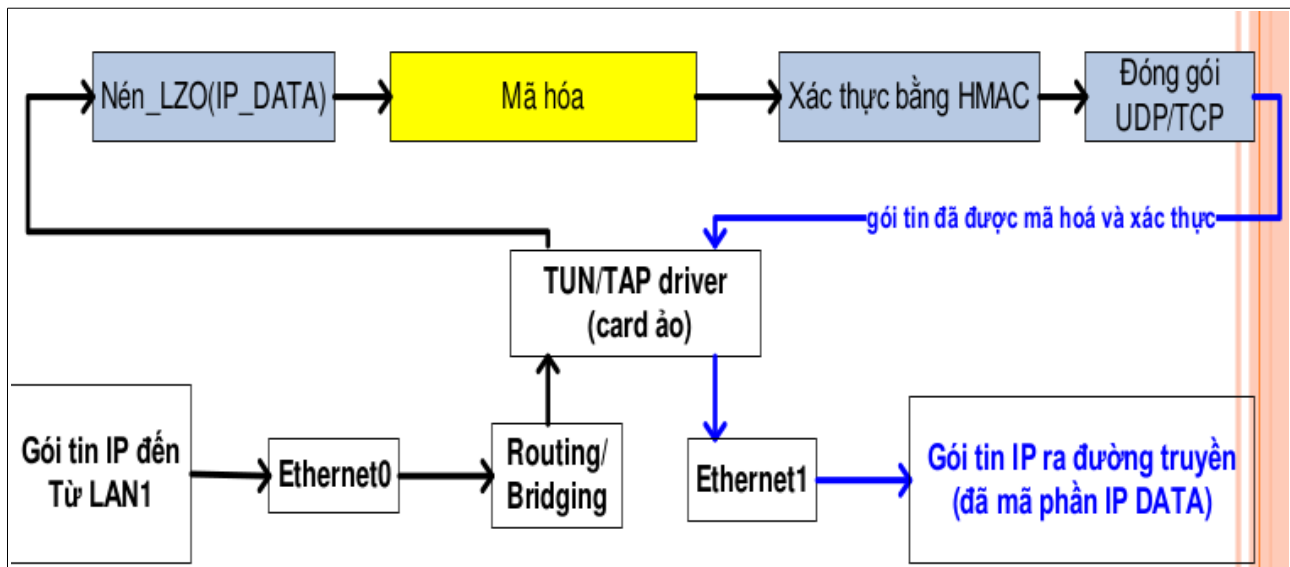 Nén_LZO(IP_DATA)
Mã hóa
Xác thực bằng HMAC
Đóng gói
UDP/TCP
gói tin đã được mã hoá và xác thực
TUN/TAP driver
(card ảo)
Gói tin IP đến
Từ LAN1
Ethernet0
Routing/
Bridging
Ethernet1
Gói tin IP ra đường truyền
(đã mã phần IP DATA)